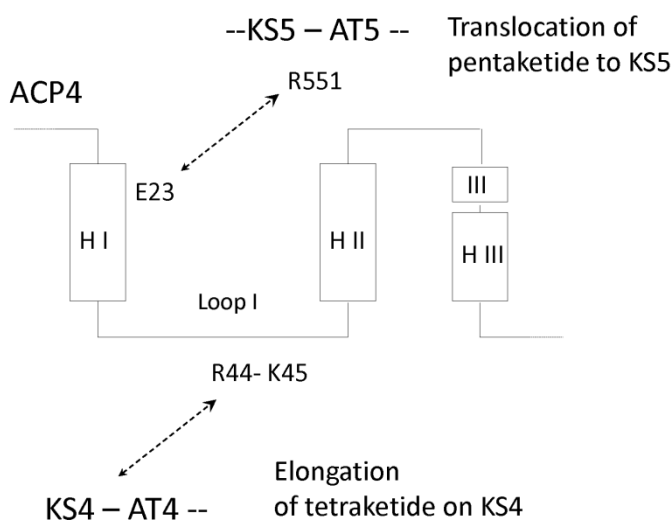 --KS5 – AT5 --
Translocation of
pentaketide to KS5
R551
ACP4
E23
III
H I
H II
H III
Loop I
R44- K45
Elongation
of tetraketide on KS4
KS4 – AT4 --